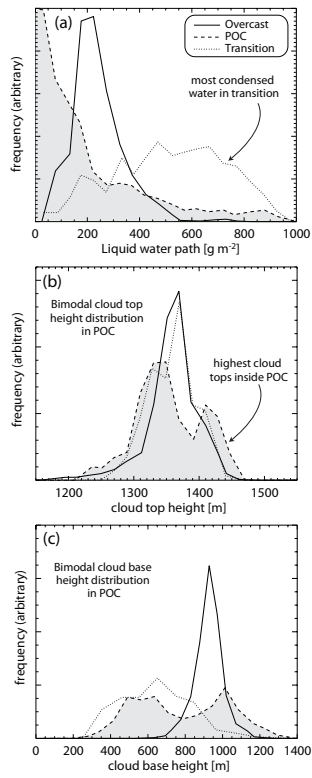 (a)
Overcast
POC
Transition
most condensed
water in transition
frequency (arbitrary)
0 200 400 600 800 1000
Liquid water path [g m-2]
(b)
Bimodal cloud top
height distribution
in POC
highest cloud
tops inside POC
frequency (arbitrary)
1200 1300 1400 1500
cloud top height [m]
(c)
Bimodal cloud base
height distribution
in POC
frequency (arbitrary)
0 200 400 600 800 1000 1200 1400
cloud base height [m]